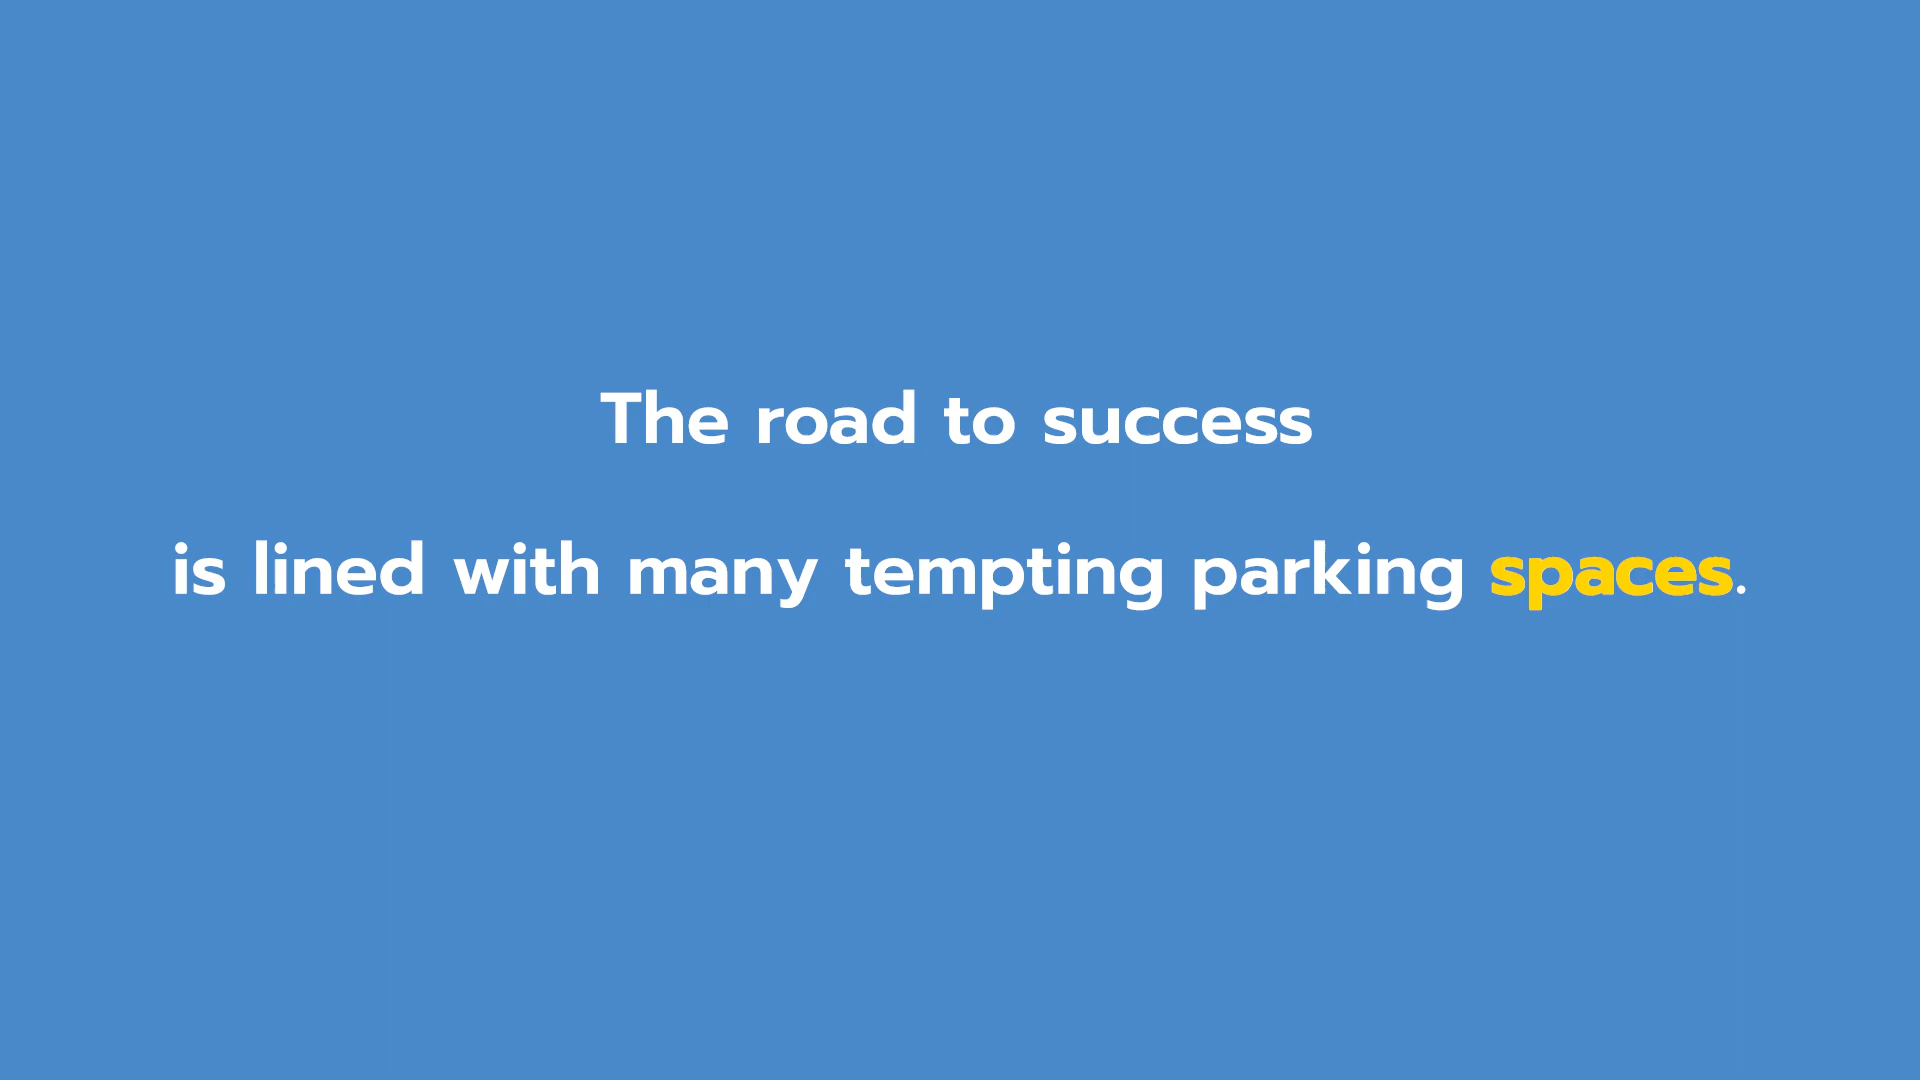 The road to success
is lined with many tempting parking spaces.